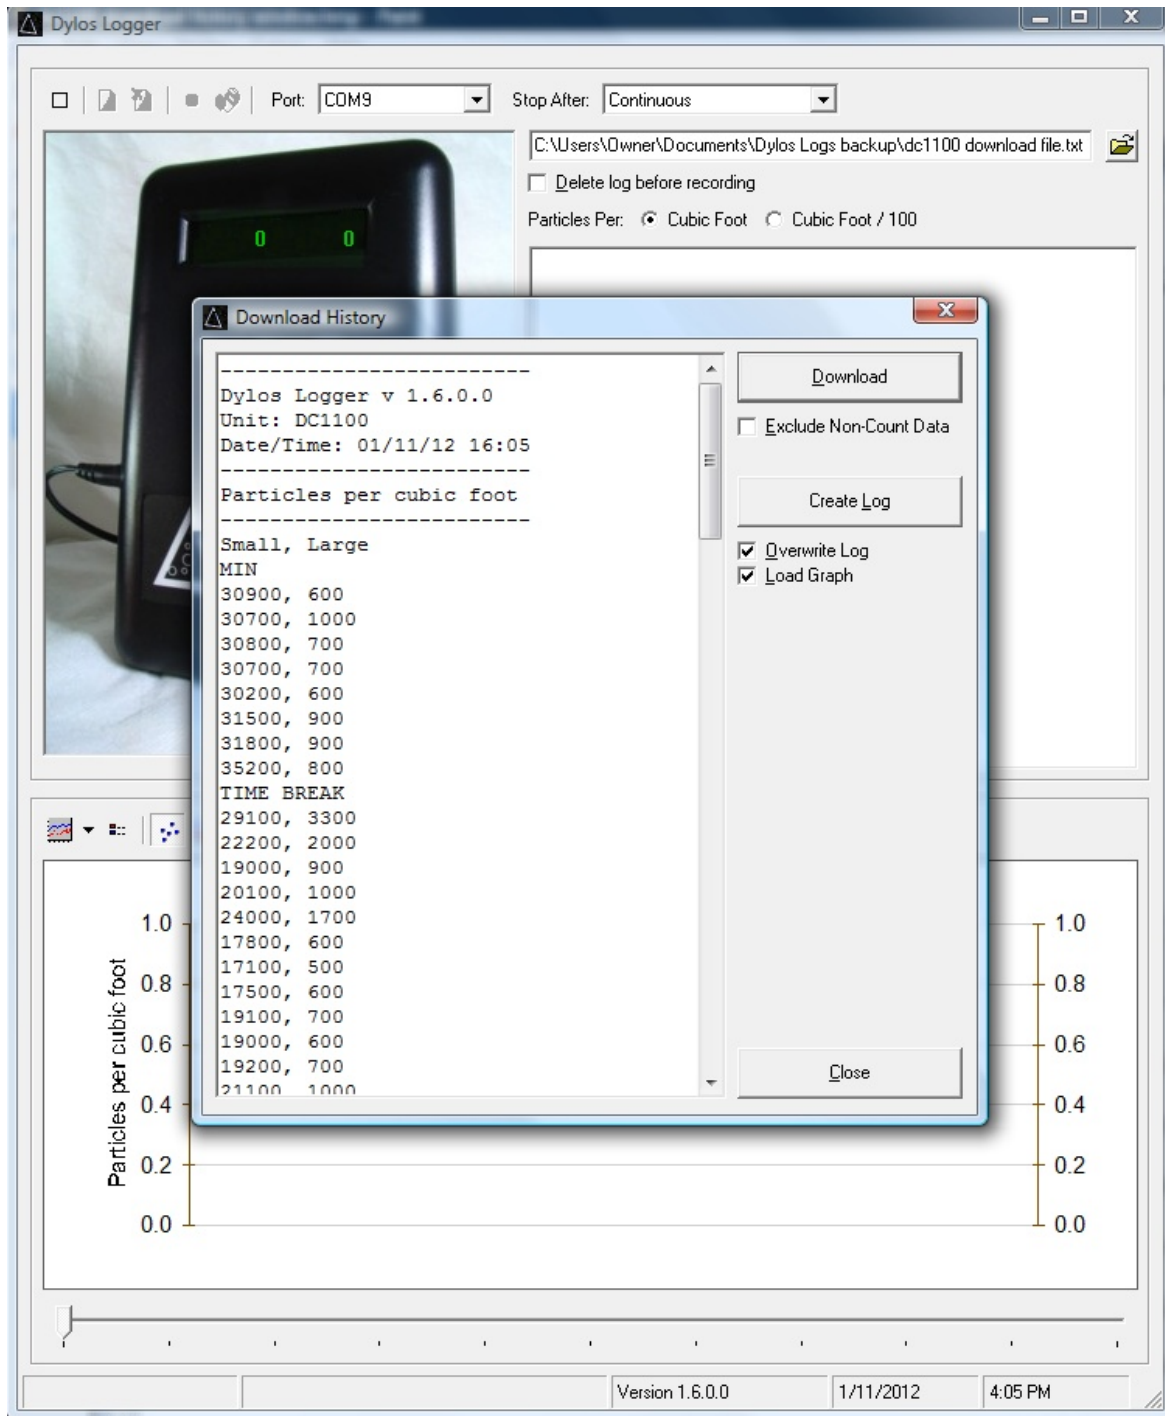 Dylos Logger
Port: COM9 Stop After: Continuous
C:\Users\Owner\Documents\Dylos Logs backup\dc1100 download file.txt
Delete log before recording
Particles Per: Cubic Foot Cubic Foot / 100
0 0
Download History
-------------------------
Dylos Logger v 1.6.0.0
Unit: DC1100
Date/Time: 01/11/12 16:05
-------------------------
Particles per cubic foot
-------------------------
Small, Large
MIN
30900, 600
30700, 1000
30800, 700
30700, 700
30200, 600
31500, 900
31800, 900
35200, 800
TIME BREAK
29100, 3300
22200, 2000
19000, 900
20100, 1000
24000, 1700
17800, 600
17100, 500
17500, 600
19100, 700
19000, 600
19200, 700
21100 1000
Download
Exclude Non-Count Data
Create Log
Overwrite Log
Load Graph
Close
Particles per cubic foot
1.0 1.0
0.8 0.8
0.6 0.6
0.4 0.4
0.2 0.2
0.0 0.0
Version 1.6.0.0 1/11/2012 4:05 PM